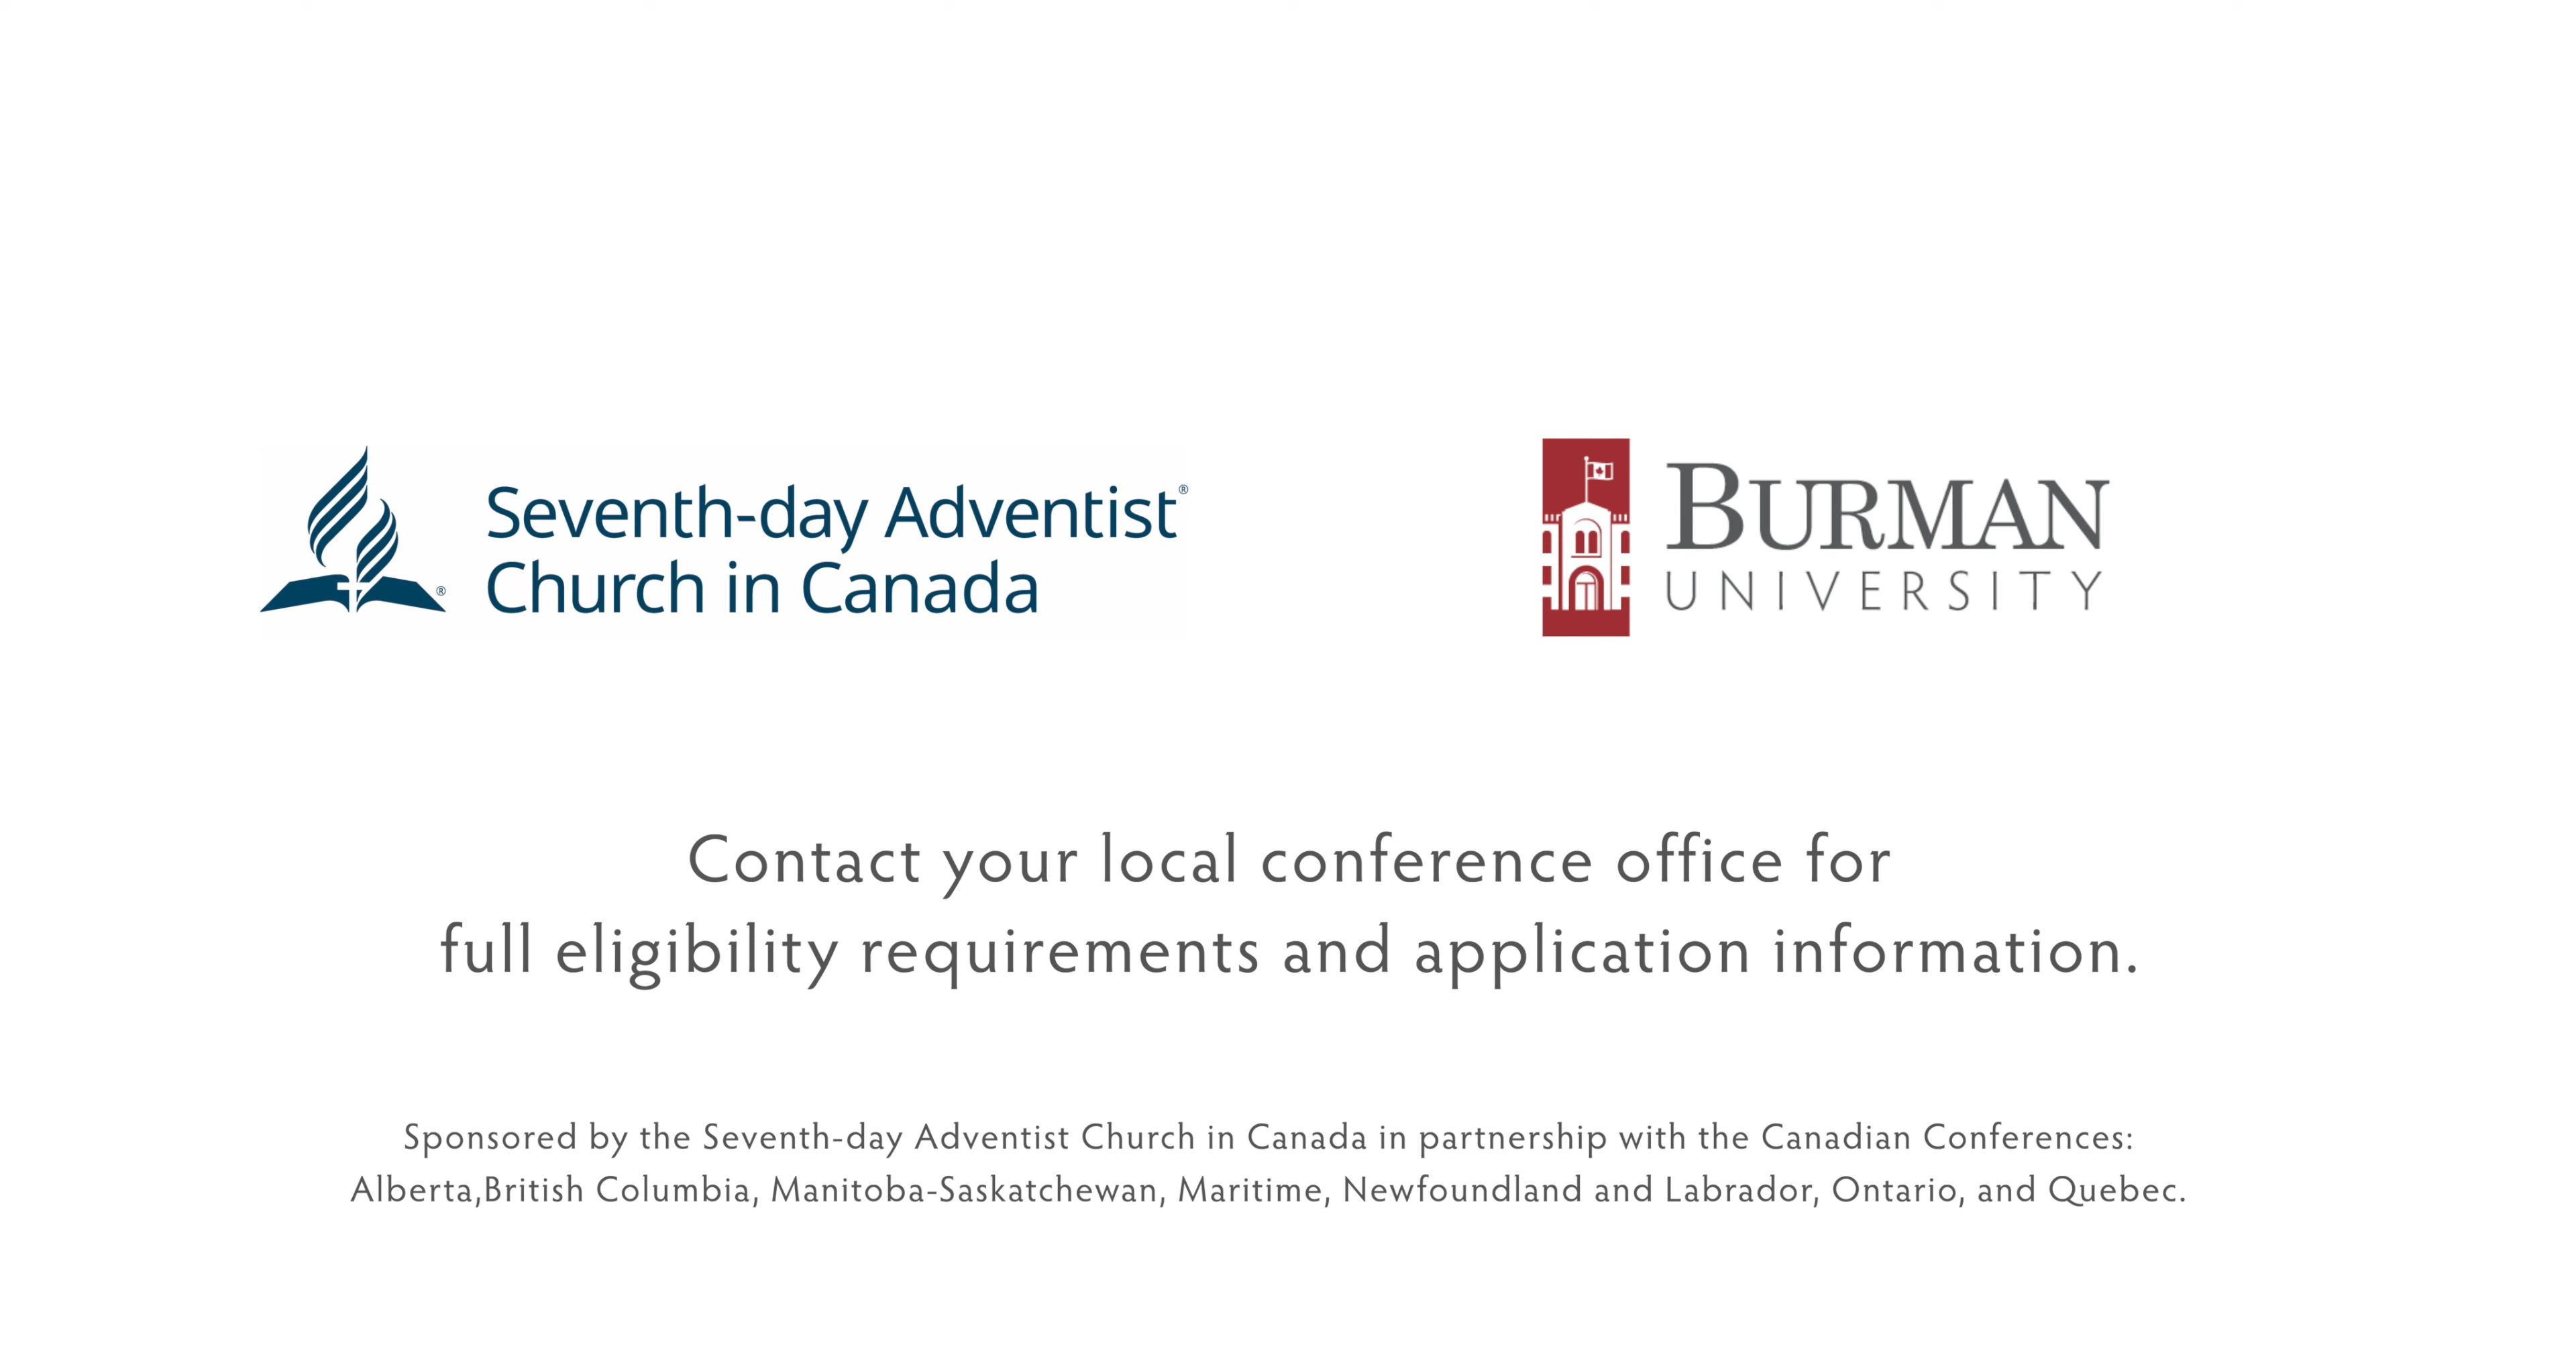 Seventh-day Adventist®
Church in Canada
®
BURMAN
UNIVERSITY
Contact your local conference office for
full eligibility requirements and application information.
Sponsored by the Seventh-day Adventist Church in Canada in partnership with the Canadian Conferences:
Alberta,British Columbia, Manitoba-Saskatchewan, Maritime, Newfoundland and Labrador, Ontario, and Quebec.